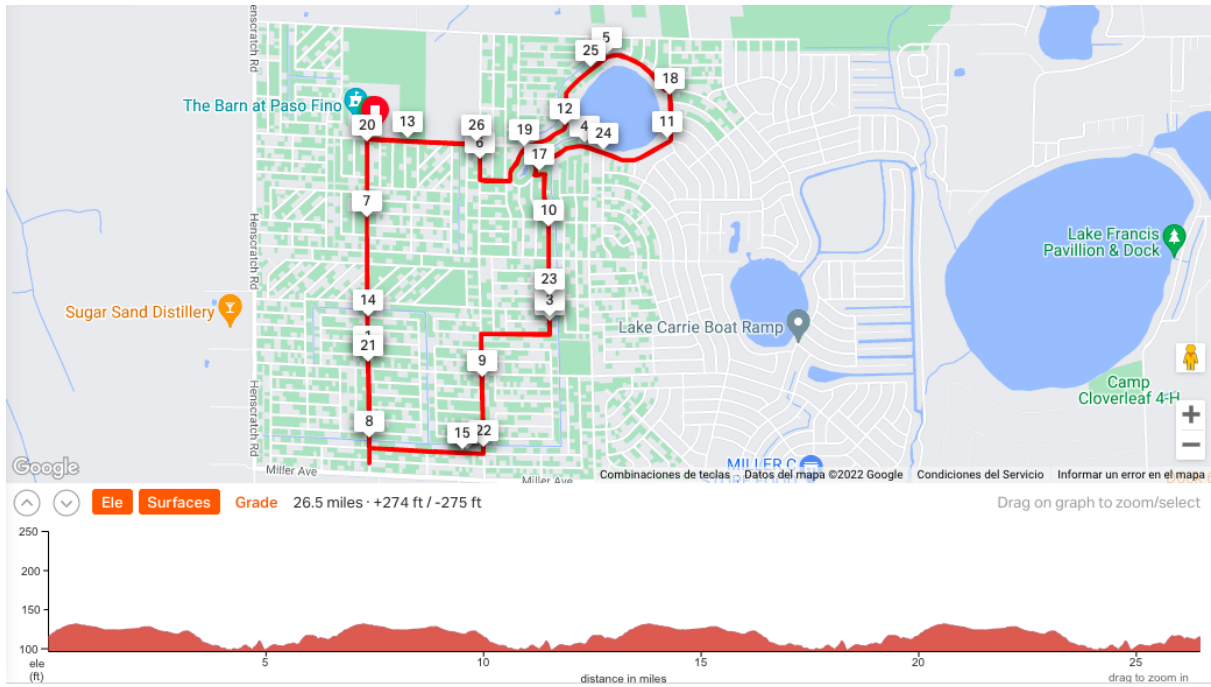 Henscratch Rd
5
25
18
The Barn at Paso Fino
12
11
20
13
26
6
19
4
24
17
7
10
Henscratch Rd
Lake Francis
Pavillion & Dock
23
3
14
Sugar Sand Distillery
Lake Carrie Boat Ramp
1
21
9
Camp
Cloverleaf 4-H
Henscratch Rd
8
15
22
Miller Ave
Miller Ave
MILLER C
Google
Combinaciones de teclas
Datos del mapa ©2022 Google
Condiciones del Servicio
Informar un error en el mapa
Ele
Surfaces
Grade
26.5 miles · +274 ft / -275 ft
Drag on graph to zoom/select
250
200
150
100
ele
(ft)
5
10
15
20
25
distance in miles
drag to zoom in